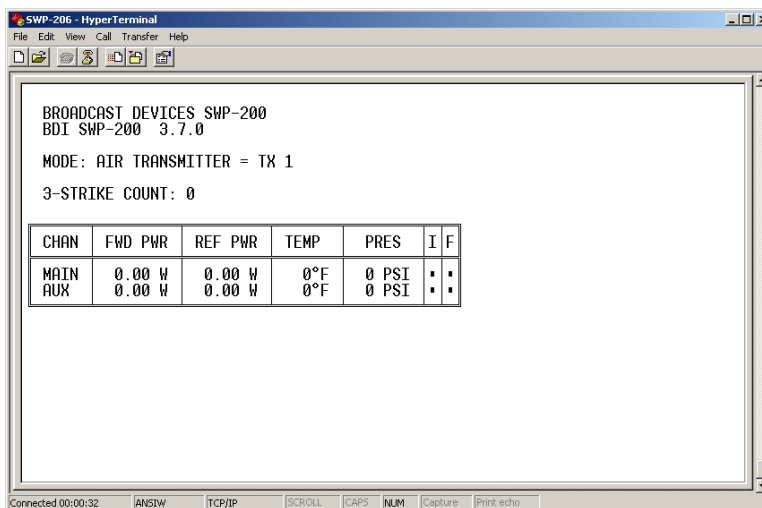 SWP-206 - HyperTerminal
File Edit View Call Transfer Help
BROADCAST DEVICES SWP-200
BDI SWP-200 3.7.0
MODE: AIR TRANSMITTER = TX 1
3-STRIKE COUNT: 0
CHAN FWD PWR REF PWR TEMP PRES I F
MAIN 0.00 W 0.00 W 0°F 0 PSI
AUX 0.00 W 0.00 W 0°F 0 PSI
Connected 00:00:32 ANSIW TCP/IP SCROLL CAPS NUM Capture Print echo